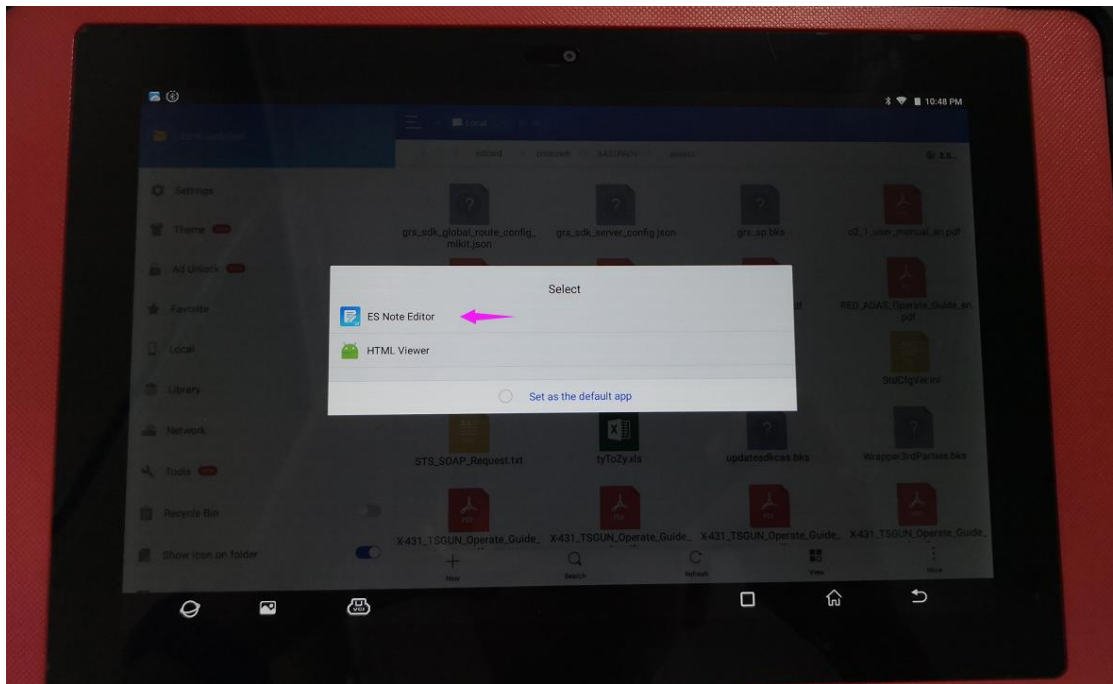 10:48 PM
Local
Settings
Theme
Ad Unlock
Favorite
Local
Library
Network
Tools
Recycle Bin
Show icon on folder
grs_sdk_global_route_config_
mlkit.json
grs_sdk_server_config.json
grs_sp.bks
RED_ADAS_Operate_Guide_en.
pdf
StdCfgVer.ini
Select
ES Note Editor
HTML Viewer
Set as the default app
STS_SOAP_Request.txt
tyToZy.xls
updatesdkcas.bks
Wrapper3rdParties.bks
X-431_TSGUN_Operate_Guide_
X-431_TSGUN_Operate_Guide_
X-431_TSGUN_Operate_Guide_
X-431_TSGUN_Operate_Guide_
New
Search
Refresh
View
More
VCI